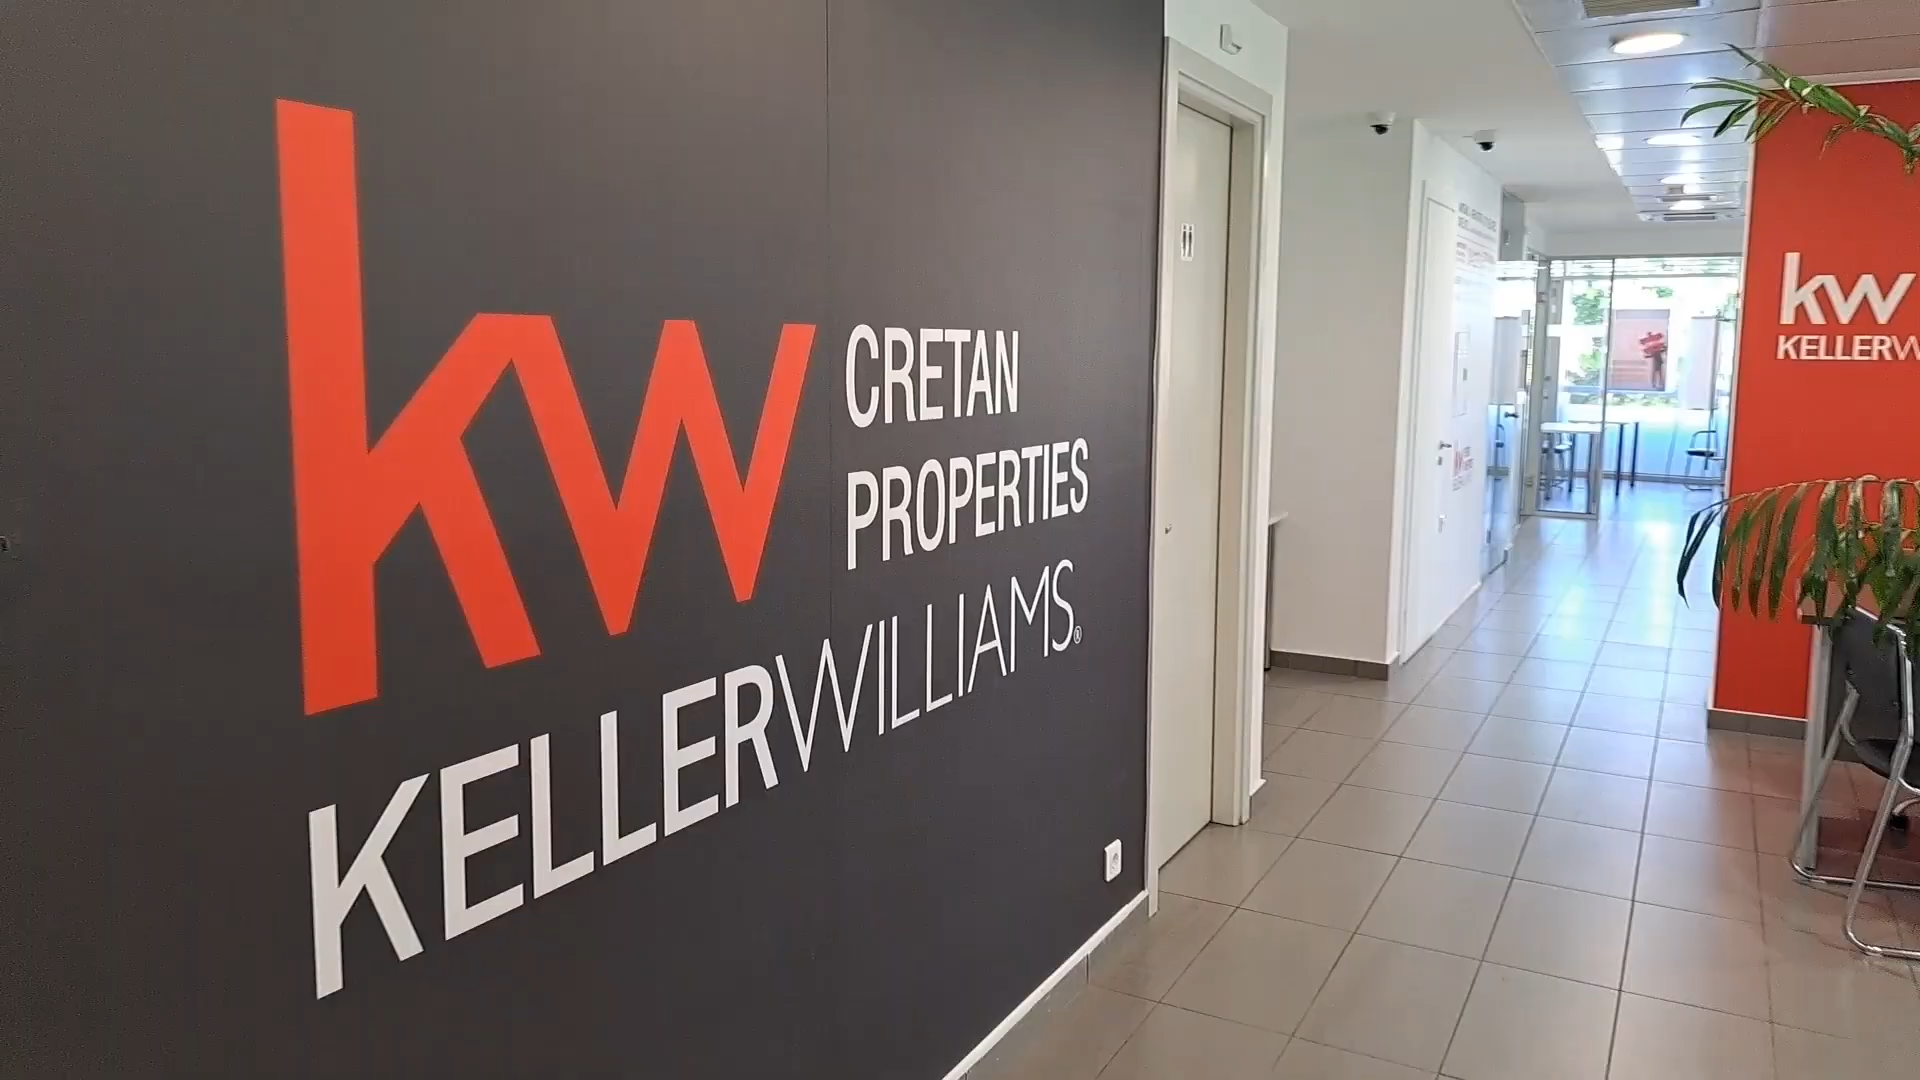 kw
CRETAN
PROPERTIES
KELLERWILLIAMS®
kw
KELLERW